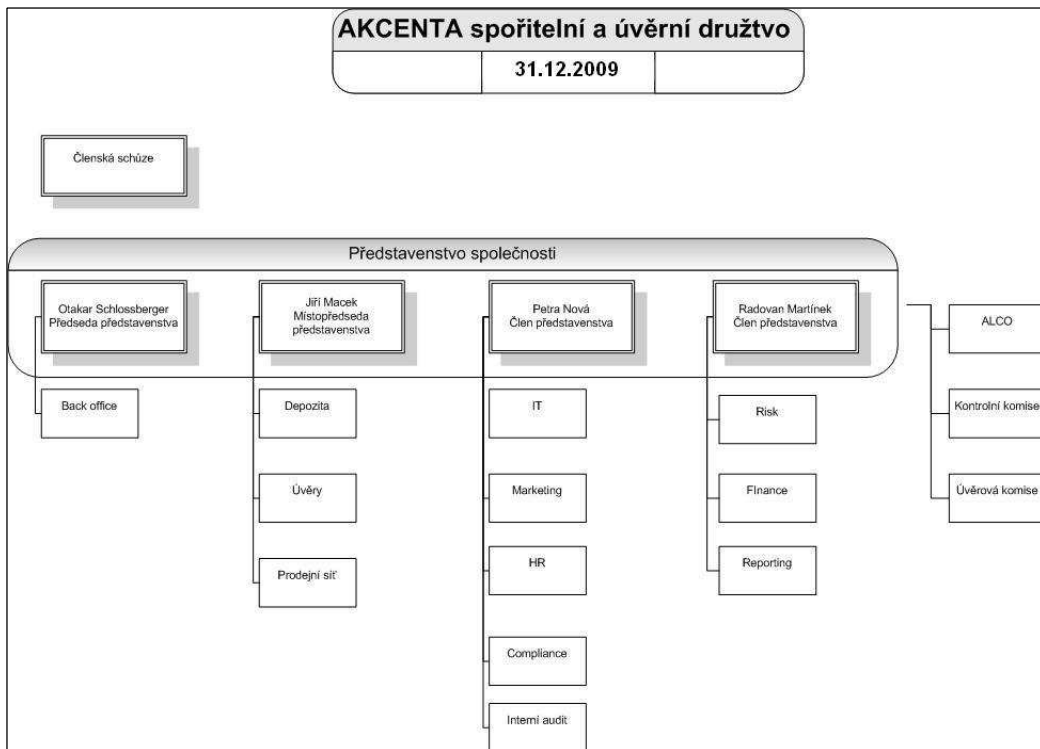 AKCENTA spořitelní a úvěrní družtvo
31.12.2009
Členská schůze
Představenstvo společnosti
Otakar Schlossberger
Předseda představenstva
Jiří Macek
Místopředseda
představenstva
Petra Nová
Člen představenstva
Radovan Martínek
Člen představenstva
ALCO
Kontrolní komise
Úvěrová komise
Back office
Depozita
Úvěry
Prodejní síť
IT
Marketing
HR
Compliance
Interní audit
Risk
FInance
Reporting